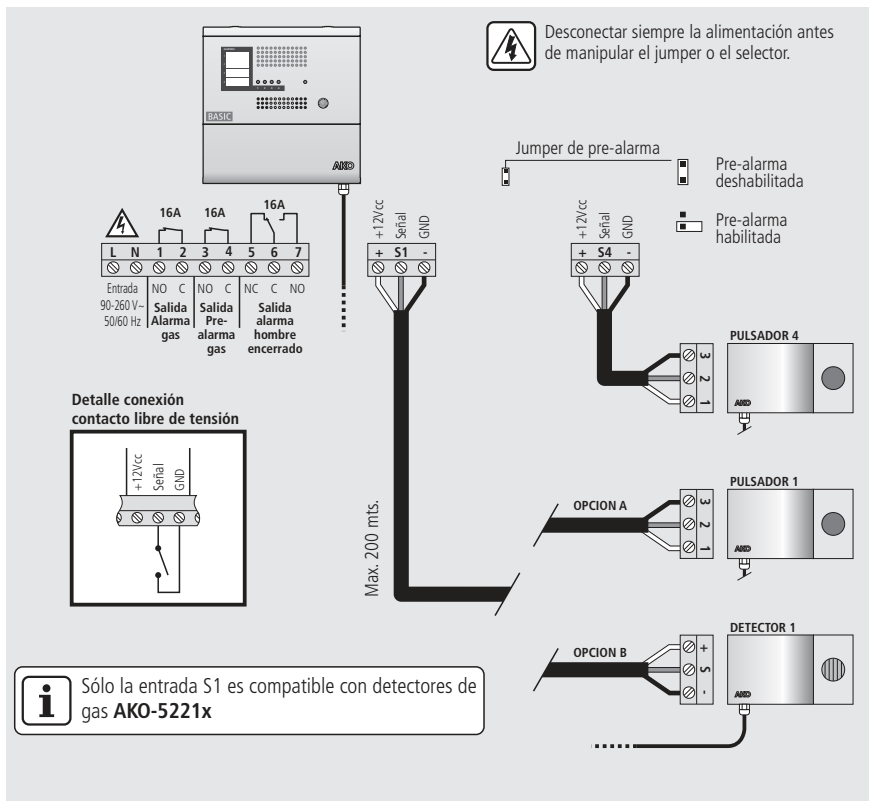 Desconectar siempre la alimentación antes
de manipular el jumper o el selector.
BASIC
AKO
Jumper de pre-alarma
Pre-alarma
deshabilitada
Pre-alarma
habilitada
16A
16A
16A
L N 1 2 3 4 5 6 7
Entrada
90-260 V~
50/60 Hz
NO C
Salida
Alarma
gas
NO C
Salida
Pre-
alarma
gas
NC C NO
Salida
alarma
hombre
encerrado
+12Vcc
Señal
GND
+ S1 -
+12Vcc
Señal
GND
+ S4 -
PULSADOR 4
3
2
1
AKO
Detalle conexión
contacto libre de tensión
+12Vcc
Señal
GND
Max. 200 mts.
OPCION A
PULSADOR 1
3
2
1
AKO
OPCION B
DETECTOR 1
+
S
-
AKO
Sólo la entrada S1 es compatible con detectores de
gas AKO-5221x